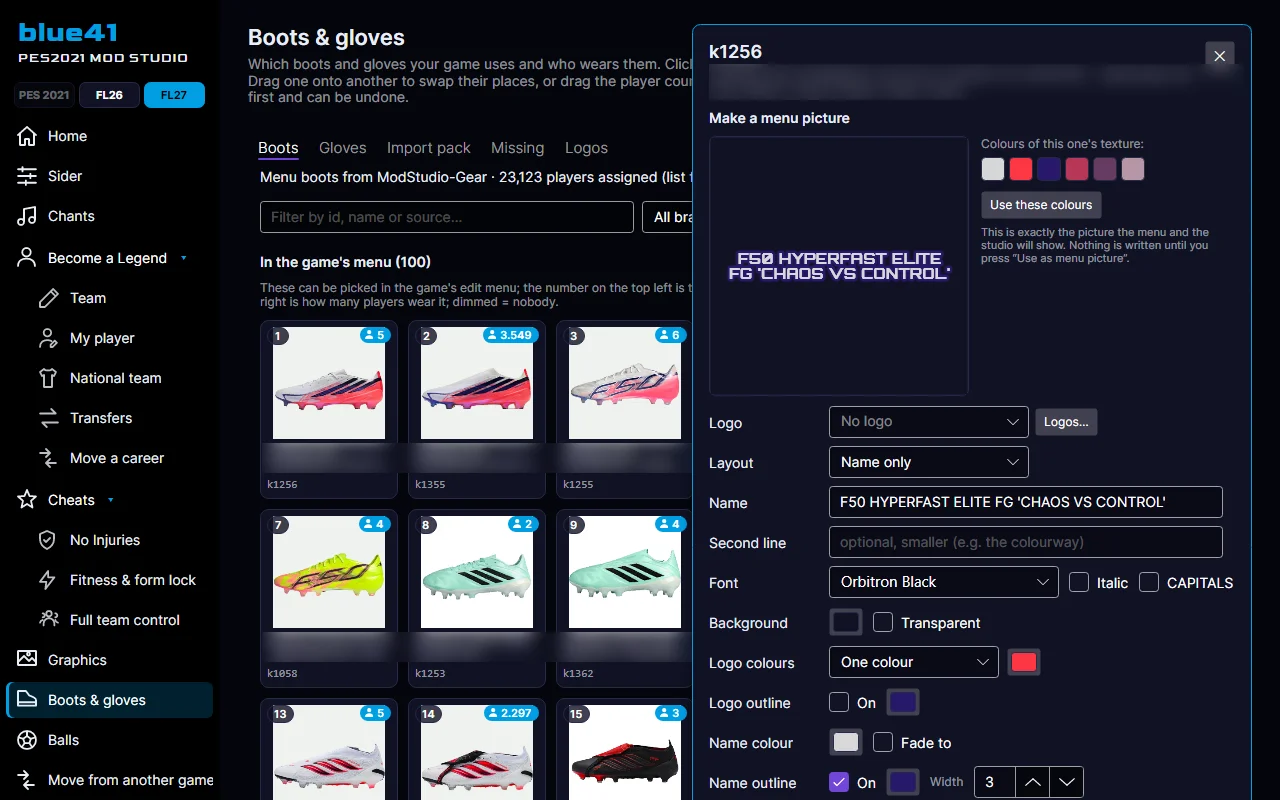 blue41
PES2021 MOD STUDIO
PES 2021
FL26
FL27
Home
Sider
Chants
Become a Legend
Team
My player
National team
Transfers
Move a career
Cheats
No Injuries
Fitness & form lock
Full team control
Graphics
Boots & gloves
Balls
Move from another game
Boots & gloves
Which boots and gloves your game uses and who wears them. Clic
Drag one onto another to swap their places, or drag the player coun
first and can be undone.
Boots
Gloves
Import pack
Missing
Logos
Menu boots from ModStudio-Gear · 23,123 players assigned (list f
Filter by id, name or source...
All bra
In the game's menu (100)
These can be picked in the game's edit menu; the number on the top left is t
right is how many players wear it; dimmed = nobody.
1
5
k1256
2
3.549
k1355
3
6
k1255
7
4
k1058
8
2
k1253
9
4
k1362
13
5
14
2.297
15
3
k1256
Make a menu picture
F50 HYPERFAST ELITE
FG 'CHAOS VS CONTROL'
Colours of this one's texture:
Use these colours
This is exactly the picture the menu and the
studio will show. Nothing is written until you
press “Use as menu picture”.
Logo
No logo
Logos...
Layout
Name only
Name
F50 HYPERFAST ELITE FG 'CHAOS VS CONTROL'
Second line
optional, smaller (e.g. the colourway)
Font
Orbitron Black
Italic
CAPITALS
Background
Transparent
Logo colours
One colour
Logo outline
On
Name colour
Fade to
Name outline
On
Width
3